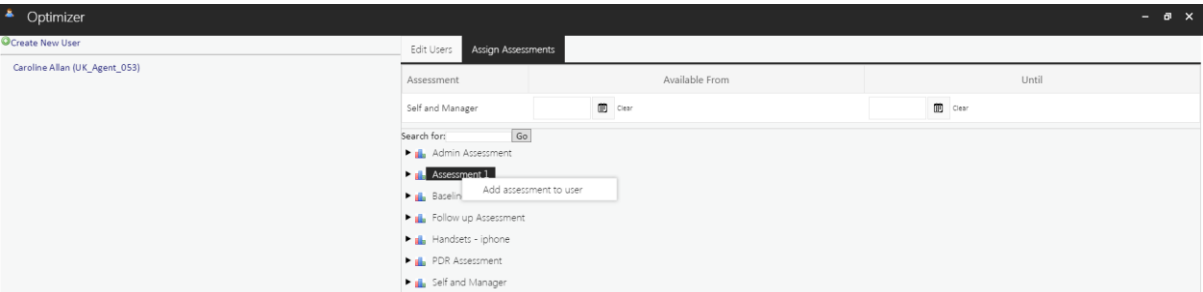 Optimizer
Create New User
Caroline Allan (UK_Agent_053)
Edit Users Assign Assessments
Assessment Available From Until
Self and Manager Clear Clear
Search for: Go
Admin Assessment
Assessment 1
Add assessment to user
Baselin
Follow up Assessment
Handsets - iphone
PDR Assessment
Self and Manager